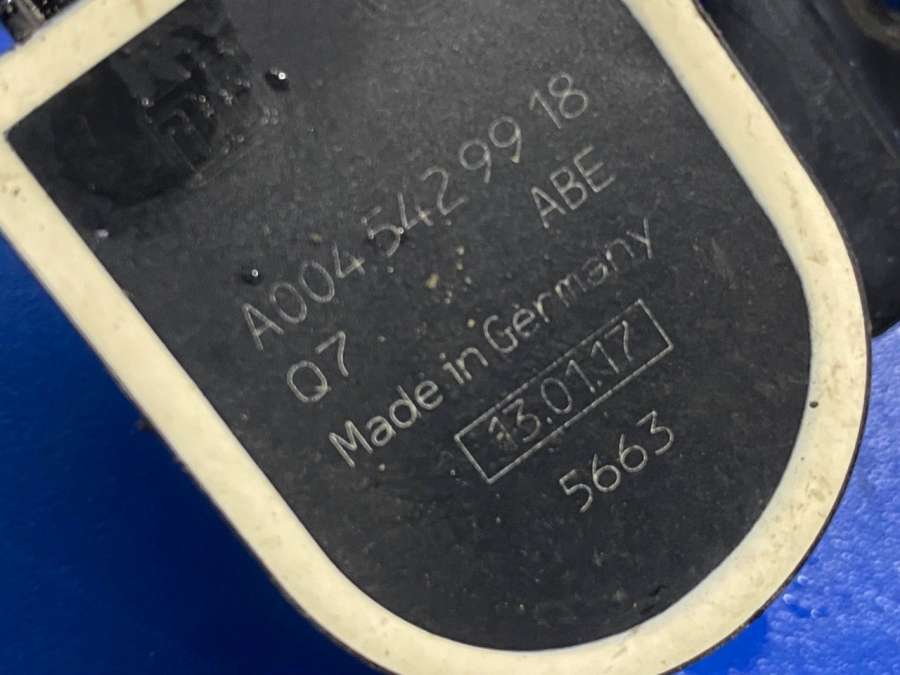 A004 542 99 18
Q7 ABE
Made in Germany
13.01.17
5663